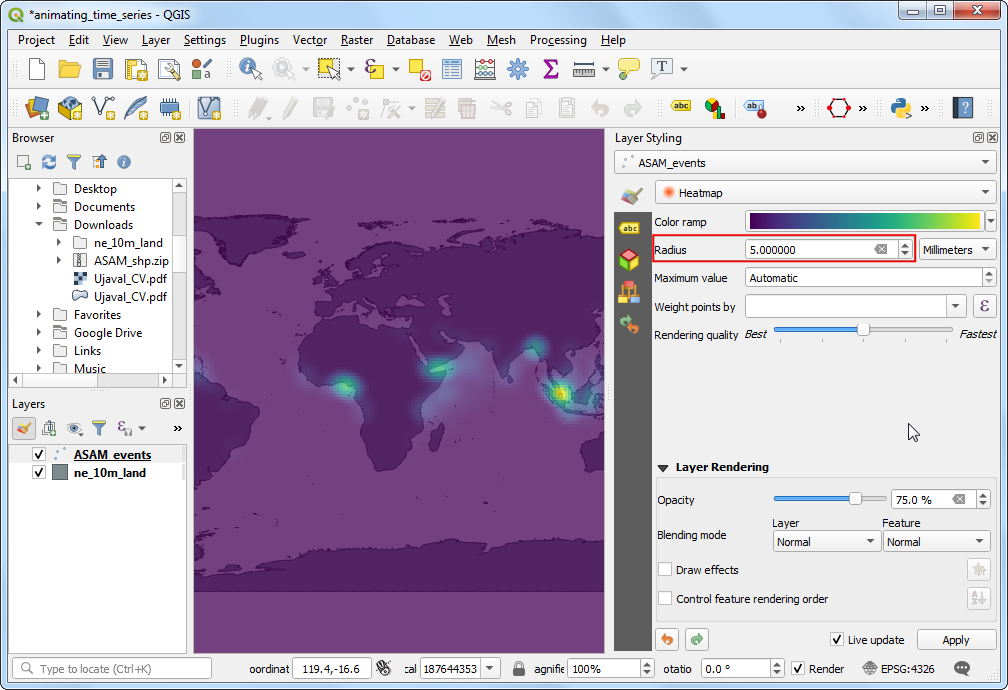 *animating_time_series - QGIS
Project Edit View Layer Settings Plugins Vector Raster Database Web Mesh Processing Help
abc
ab
»
»
»
?
Browser
Desktop
Documents
Downloads
ne_10m_land
ASAM_shp.zip
Ujaval_CV.pdf
Ujaval_CV.pdf
Favorites
Google Drive
Links
Music
Layers
»
ASAM_events
ne_10m_land
Layer Styling
ASAM_events
Heatmap
abc
Color ramp
Radius 5.000000 Millimeters
Maximum value Automatic
Weight points by ε
Rendering quality Best Fastest
Layer Rendering
Opacity 75.0 %
Layer Feature
Blending mode Normal Normal
Draw effects
Control feature rendering order
Live update Apply
Type to locate (Ctrl+K) oordinat 119.4,-16.6 cal 187644353 agnifie 100% otatio 0.0 ° Render EPSG:4326